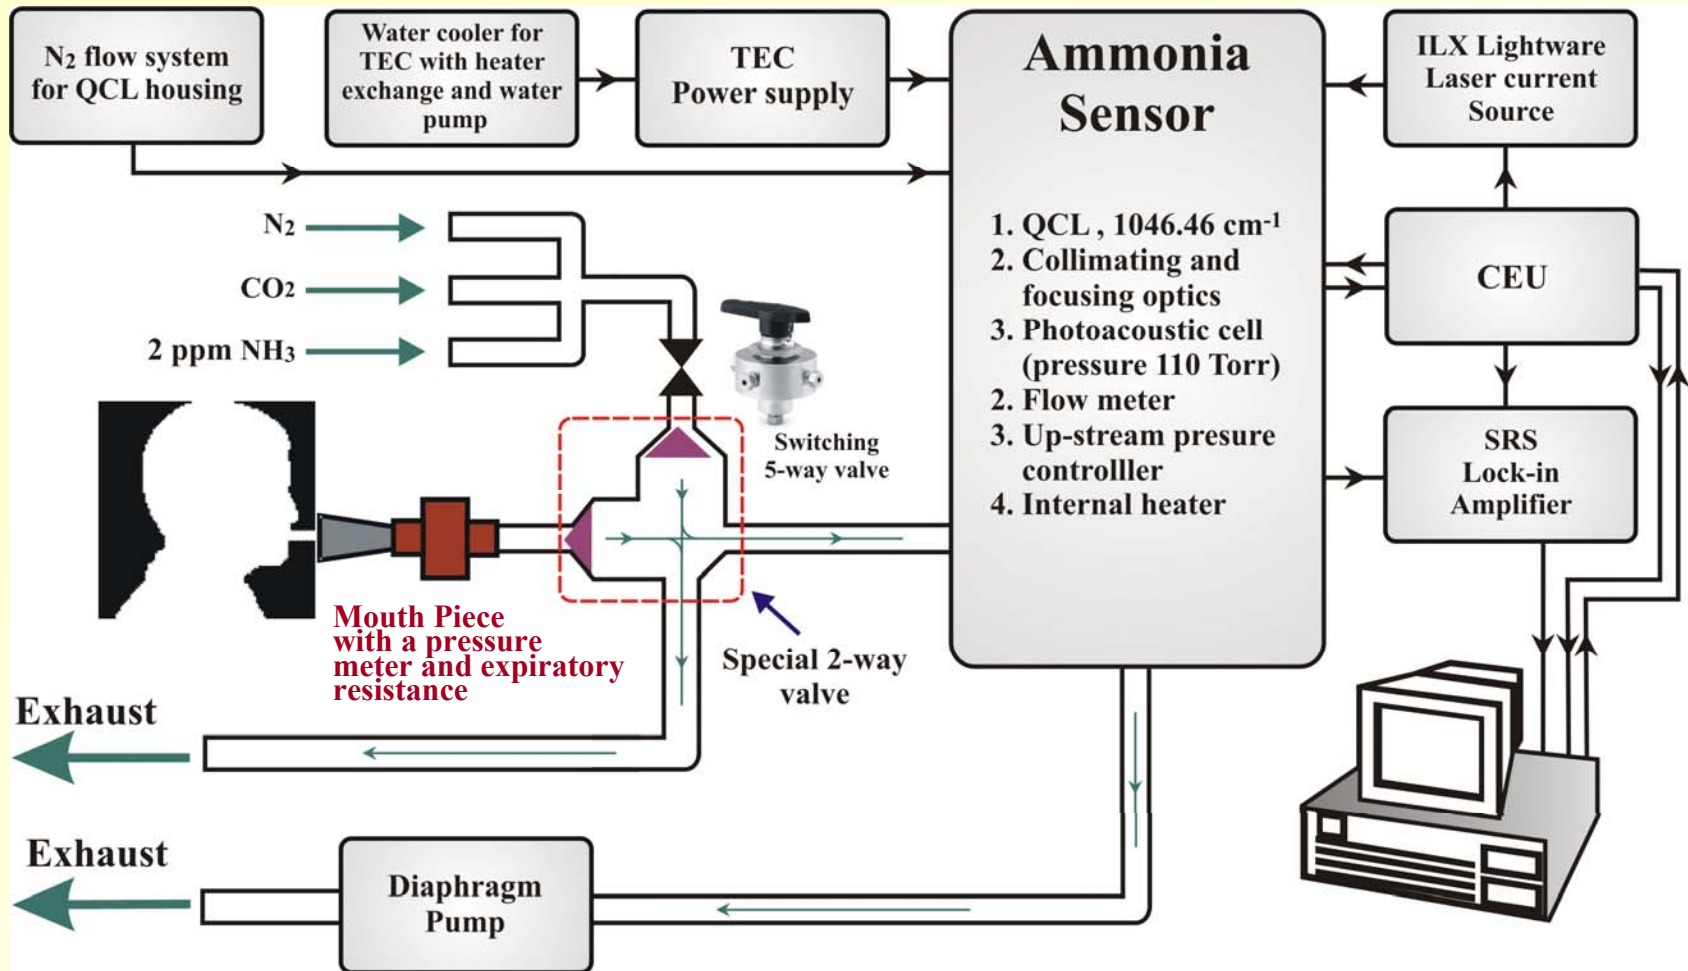 N2 flow system
for QCL housing
Water cooler for
TEC with heater
exchange and water
pump
TEC
Power supply
Ammonia
Sensor
ILX Lightware
Laser current
Source
N2
CO2
2 ppm NH3
Switching
5-way valve
1. QCL , 1046.46 cm-1
2. Collimating and
focusing optics
3. Photoacoustic cell
(pressure 110 Torr)
2. Flow meter
3. Up-stream presure
controlller
4. Internal heater
CEU
SRS
Lock-in
Amplifier
Mouth Piece
with a pressure
meter and expiratory
resistance
Special 2-way
valve
Exhaust
Exhaust
Diaphragm
Pump